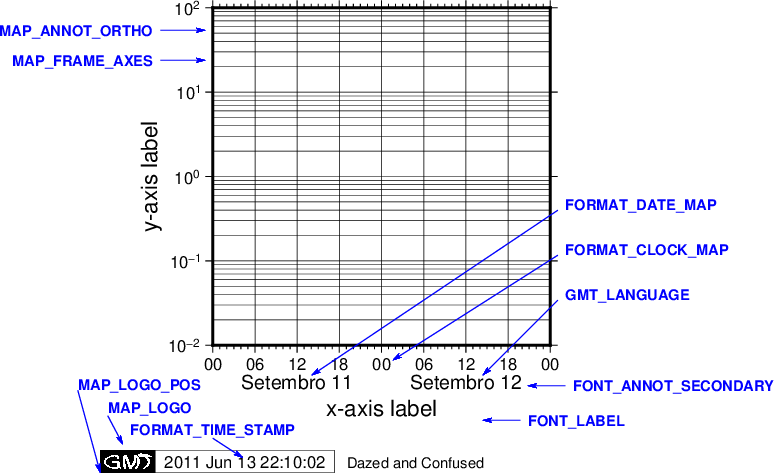 10²
MAP_ANNOT_ORTHO
MAP_FRAME_AXES
10¹
y-axis label
10⁰
FORMAT_DATE_MAP
FORMAT_CLOCK_MAP
10⁻¹
GMT_LANGUAGE
10⁻²
00 06 12 18 00 06 12 18 00
Setembro 11 Setembro 12
MAP_LOGO_POS
FONT_ANNOT_SECONDARY
MAP_LOGO
x-axis label
FONT_LABEL
FORMAT_TIME_STAMP
GMT 2011 Jun 13 22:10:02 Dazed and Confused